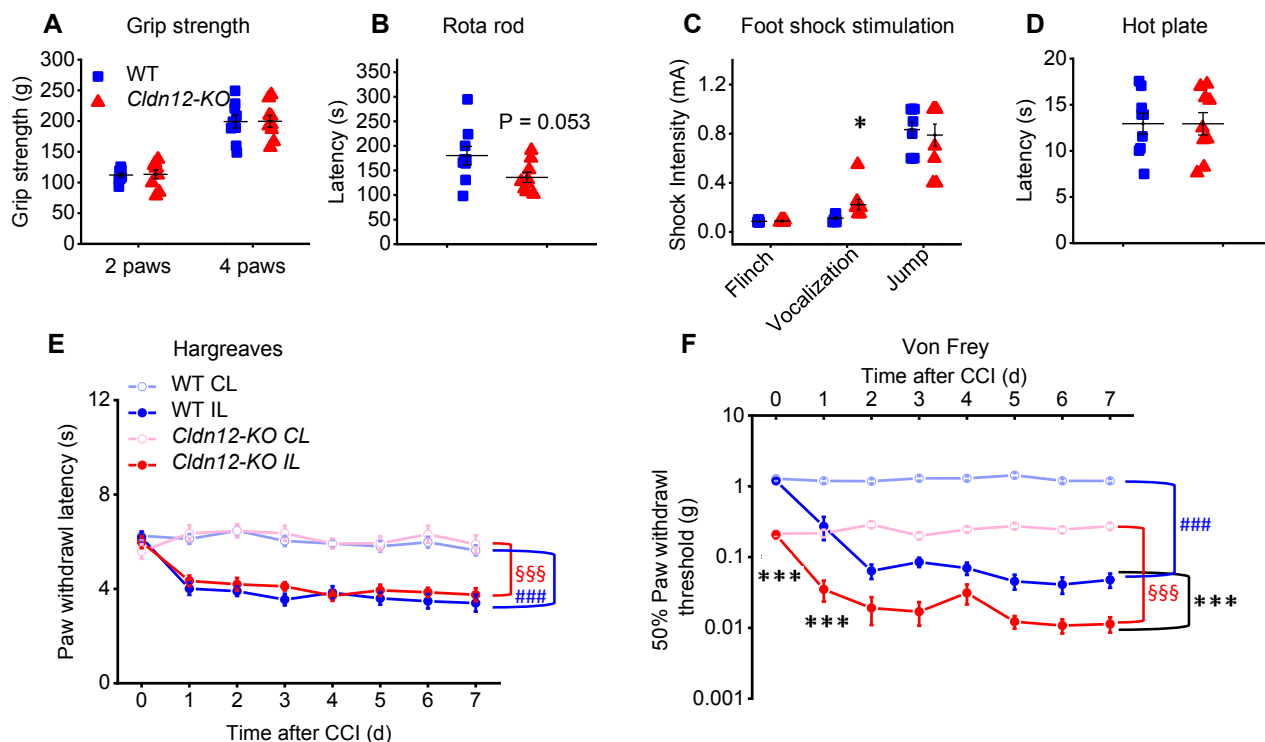 A Grip strength
Grip strength (g)
300
250
200
150
100
50
0
WT
Cldn12-KO
2 paws 4 paws
B Rota rod
Latency (s)
350
300
250
200
150
100
50
0
P = 0.053
C Foot shock stimulation
Shock Intensity (mA)
1.2
0.8
0.4
0.0
*
Flinch
Vocalization
Jump
D Hot plate
Latency (s)
20
15
10
5
0
E Hargreaves
WT CL
WT IL
Cldn12-KO CL
Cldn12-KO IL
Paw withdrawl latency (s)
12
8
4
0
0 1 2 3 4 5 6 7
Time after CCI (d)
§§§
###
F Von Frey
Time after CCI (d)
0 1 2 3 4 5 6 7
50% Paw withdrawl
threshold (g)
10
1
0.1
0.01
0.001
***
***
###
§§§
***